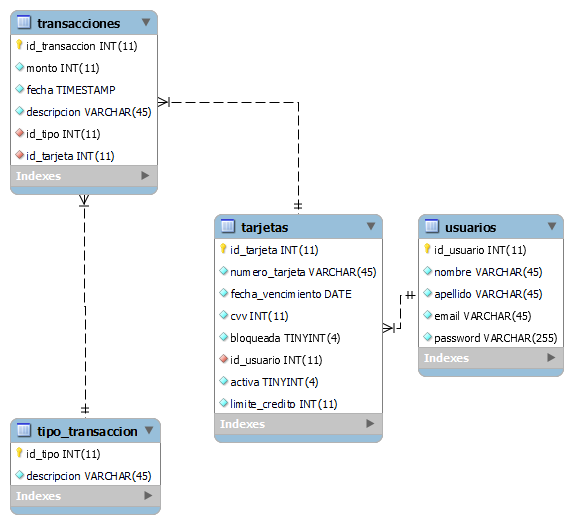 transacciones
id_transaccion INT(11)
monto INT(11)
fecha TIMESTAMP
descripcion VARCHAR(45)
id_tipo INT(11)
id_tarjeta INT(11)
Indexes
tarjetas
id_tarjeta INT(11)
numero_tarjeta VARCHAR(45)
fecha_vencimiento DATE
cvv INT(11)
bloqueada TINYINT(4)
id_usuario INT(11)
activa TINYINT(4)
limite_credito INT(11)
Indexes
usuarios
id_usuario INT(11)
nombre VARCHAR(45)
apellido VARCHAR(45)
email VARCHAR(45)
password VARCHAR(255)
Indexes
tipo_transaccion
id_tipo INT(11)
descripcion VARCHAR(45)
Indexes